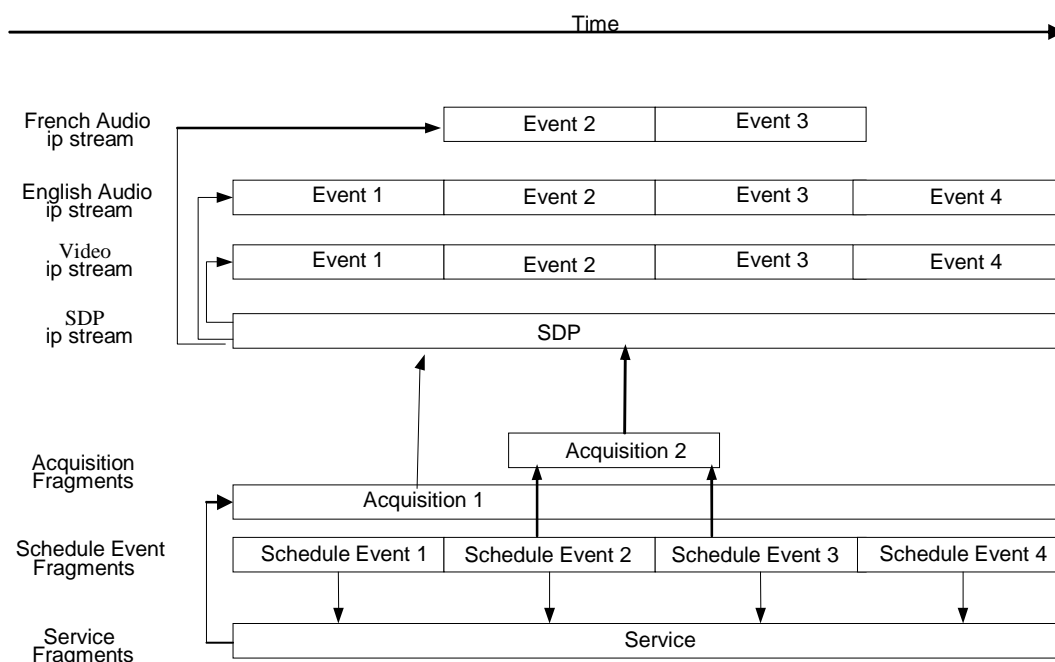 Time
French Audio
ip stream
Event 2
Event 3
English Audio
ip stream
Event 1
Event 2
Event 3
Event 4
Video
ip stream
Event 1
Event 2
Event 3
Event 4
SDP
ip stream
SDP
Acquisition 2
Acquisition
Fragments
Acquisition 1
Schedule Event
Fragments
Schedule Event 1
Schedule Event 2
Schedule Event 3
Schedule Event 4
Service
Fragments
Service